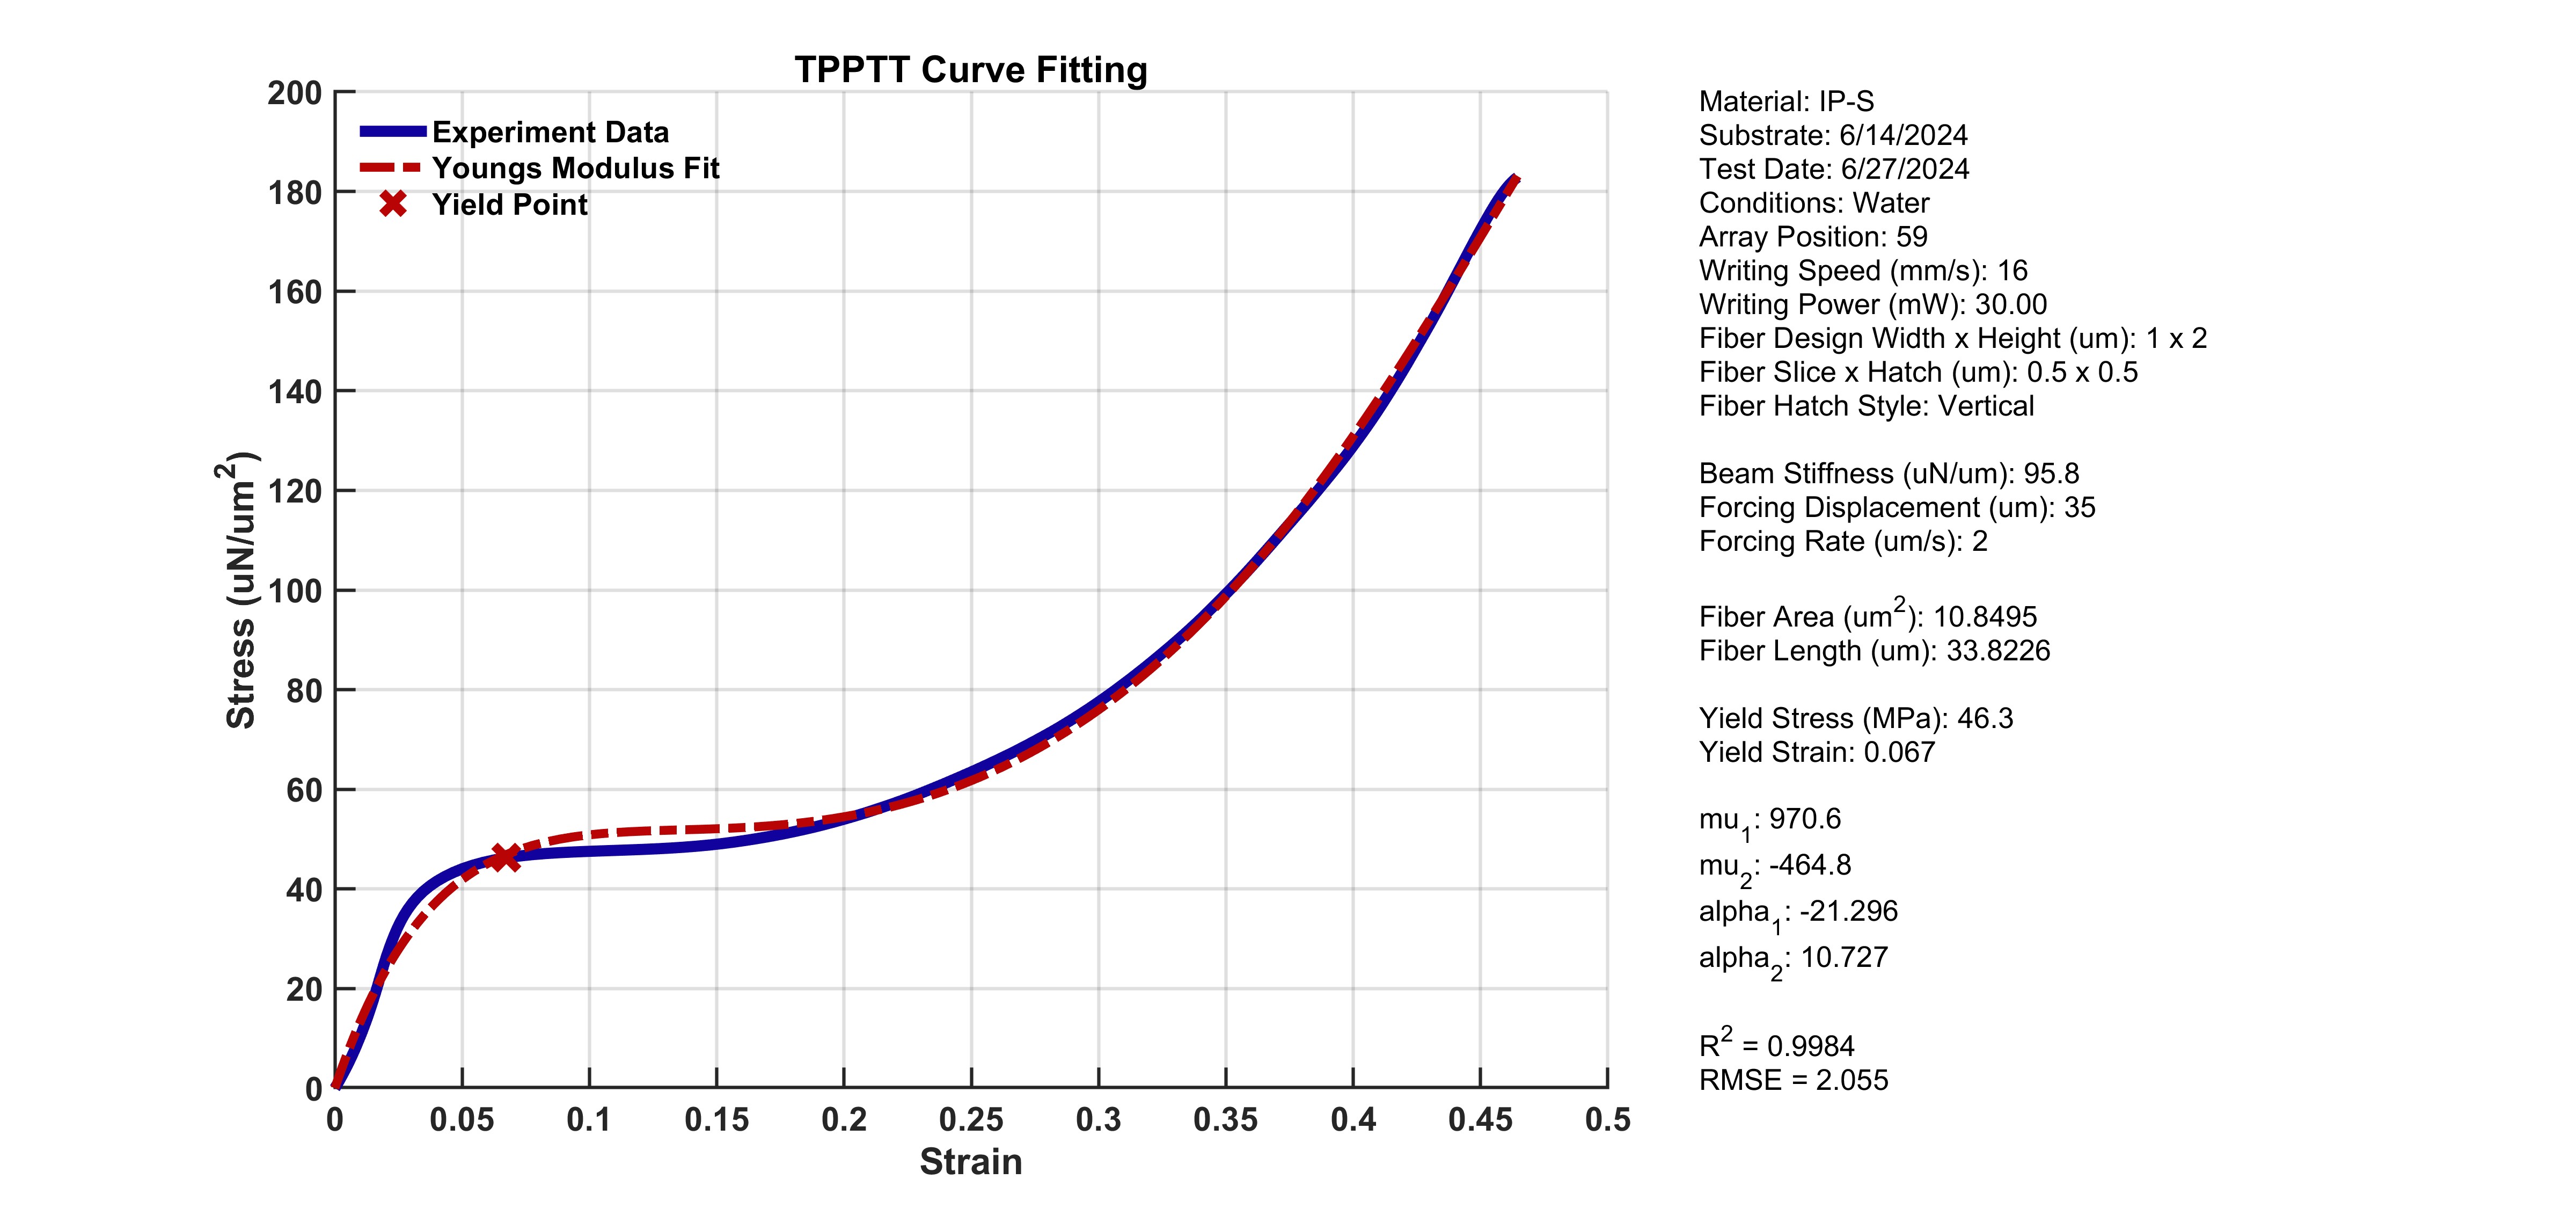 TPPTT Curve Fitting
200
180
160
140
120
100
80
60
40
20
0
Stress (uN/um²)
Experiment Data
Youngs Modulus Fit
Yield Point
0 0.05 0.1 0.15 0.2 0.25 0.3 0.35 0.4 0.45 0.5
Strain
Material: IP-S
Substrate: 6/14/2024
Test Date: 6/27/2024
Conditions: Water
Array Position: 59
Writing Speed (mm/s): 16
Writing Power (mW): 30.00
Fiber Design Width x Height (um): 1 x 2
Fiber Slice x Hatch (um): 0.5 x 0.5
Fiber Hatch Style: Vertical
Beam Stiffness (uN/um): 95.8
Forcing Displacement (um): 35
Forcing Rate (um/s): 2
Fiber Area (um²): 10.8495
Fiber Length (um): 33.8226
Yield Stress (MPa): 46.3
Yield Strain: 0.067
mu₁: 970.6
mu₂: -464.8
alpha₁: -21.296
alpha₂: 10.727
R² = 0.9984
RMSE = 2.055